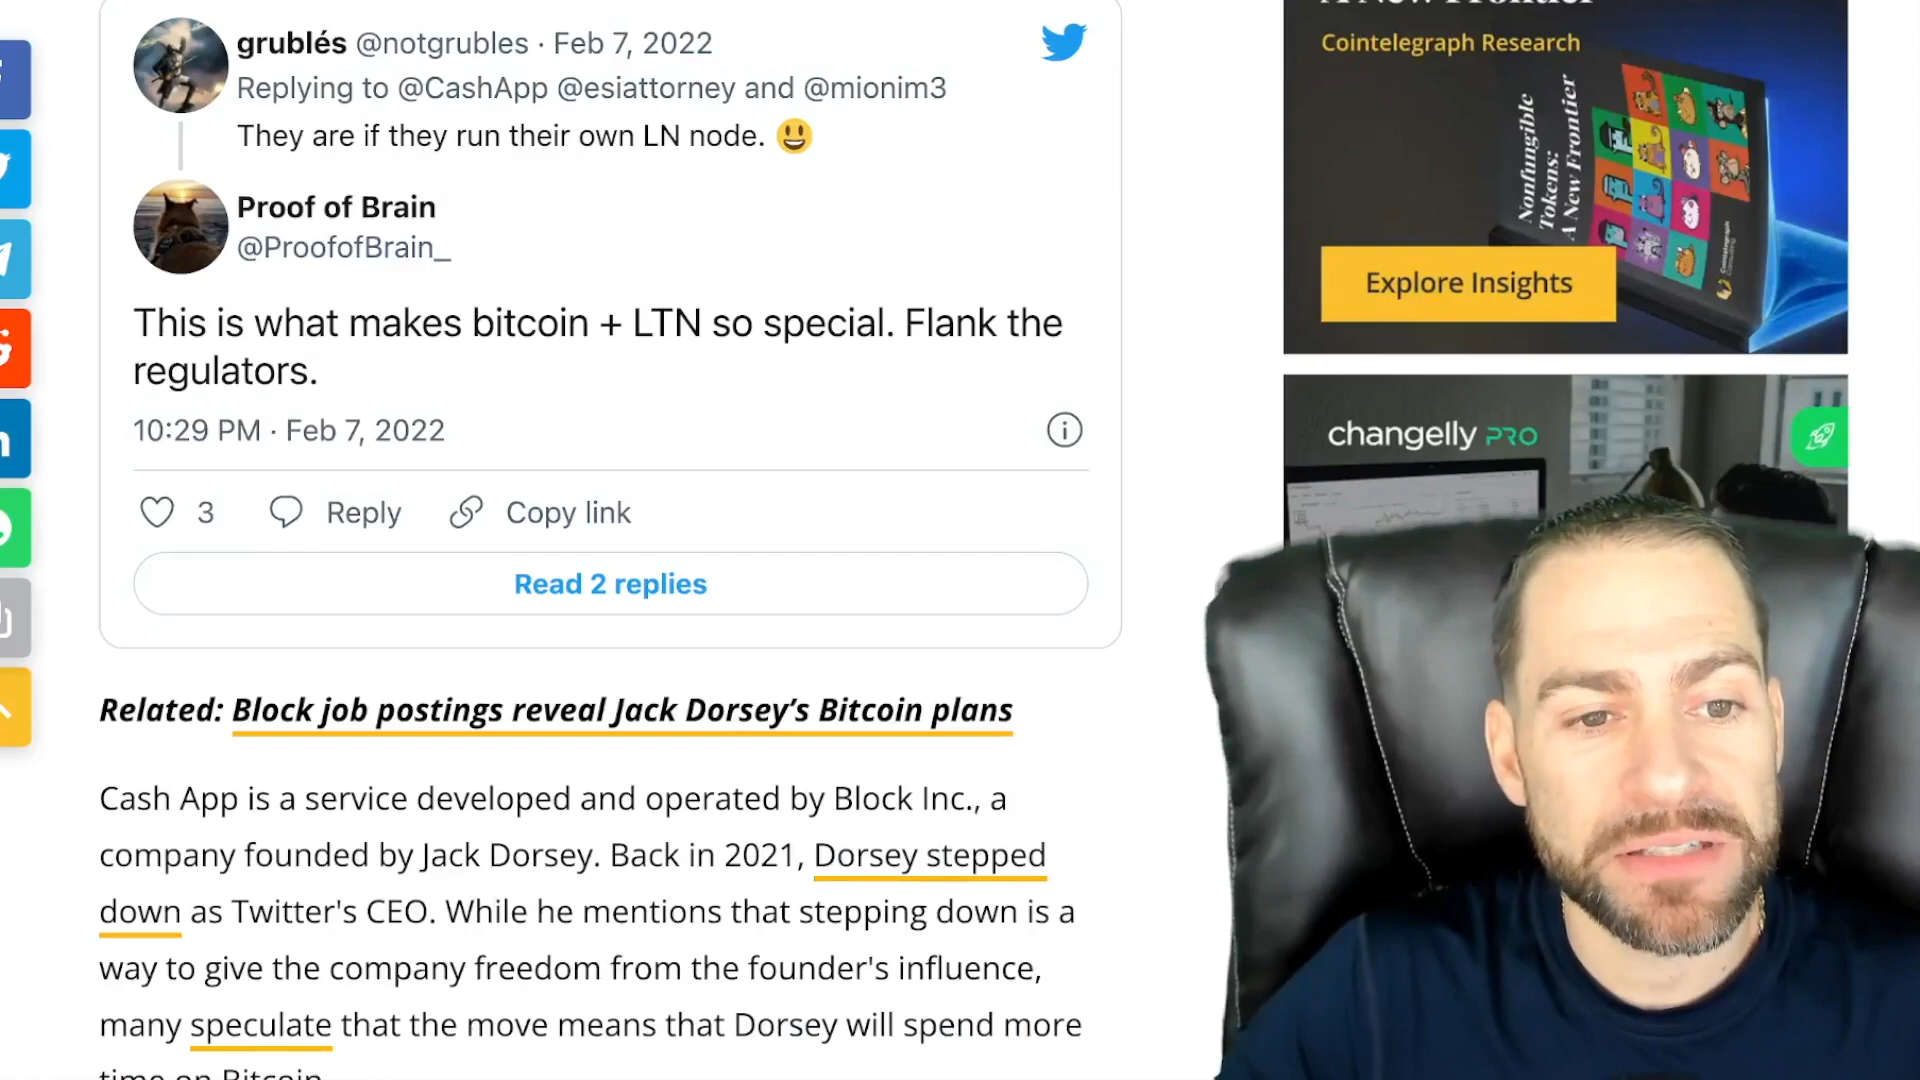 grublés @notgrubles · Feb 7, 2022
Replying to @CashApp @esiattorney and @mionim3
They are if they run their own LN node. 😃
Proof of Brain
@ProofofBrain_
This is what makes bitcoin + LTN so special. Flank the
regulators.
10:29 PM · Feb 7, 2022
3 Reply Copy link
Read 2 replies
Related: Block job postings reveal Jack Dorsey’s Bitcoin plans
Cash App is a service developed and operated by Block Inc., a
company founded by Jack Dorsey. Back in 2021, Dorsey stepped
down as Twitter's CEO. While he mentions that stepping down is a
way to give the company freedom from the founder's influence,
many speculate that the move means that Dorsey will spend more
time on Bitcoin.
A New Frontier
Cointelegraph Research
Nonfungible
Tokens:
A New Frontier
Explore Insights
changelly PRO